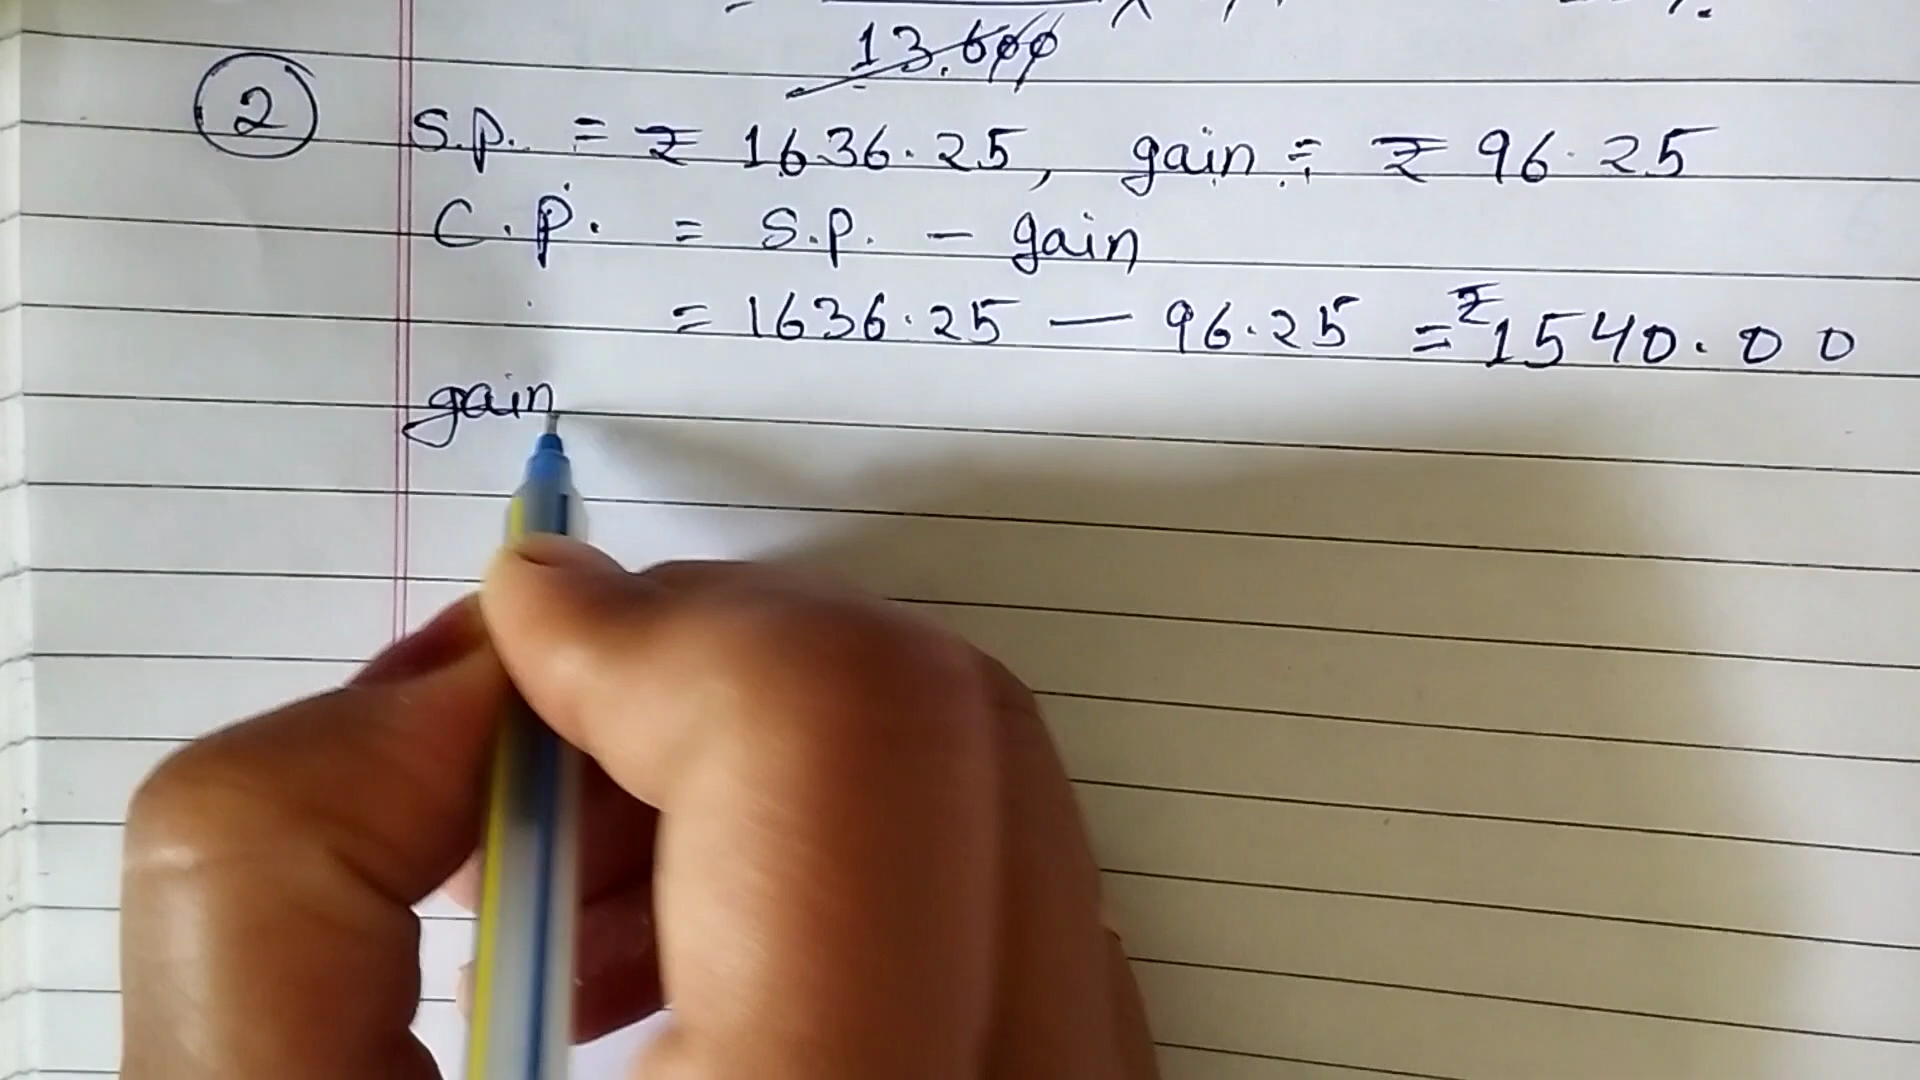 13.600
2 S.P. = ₹ 1636.25, gain = ₹ 96.25
C.P. = S.P. - gain
= 1636.25 — 96.25 = ₹1540.00
gain